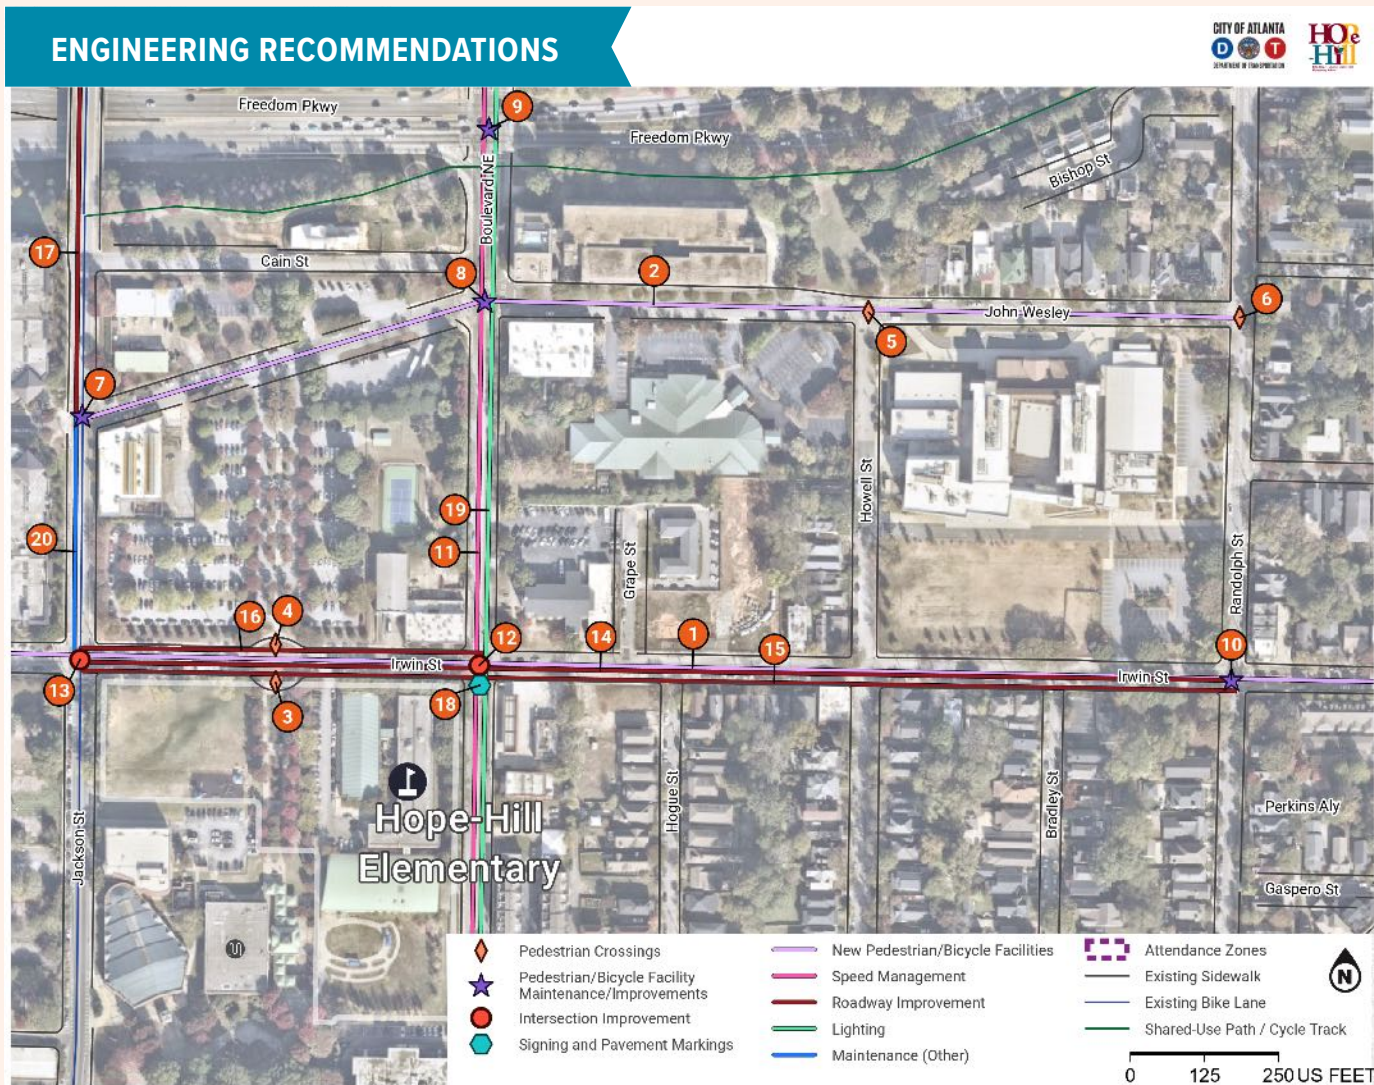 ENGINEERING RECOMMENDATIONS
CITY OF ATLANTA
D T
DEPARTMENT OF TRANSPORTATION
HOPe
-Hill
Freedom Pkwy
9
Freedom Pkwy
Bishop St
Boulevard NE
17
Cain St
8
2
6
John Wesley
5
7
19
Howell St
20
11
Grape St
Randolph St
16
4
12
14
1
15
10
Irwin St
Irwin St
13
3
18
Hope-Hill
Elementary
Jackson St
Hogue St
Bradley St
Perkins Aly
Gaspero St
Pedestrian Crossings
Pedestrian/Bicycle Facility
Maintenance/Improvements
Intersection Improvement
Signing and Pavement Markings
New Pedestrian/Bicycle Facilities
Speed Management
Roadway Improvement
Lighting
Maintenance (Other)
Attendance Zones
Existing Sidewalk
Existing Bike Lane
Shared-Use Path / Cycle Track
N
0 125 250 US FEET